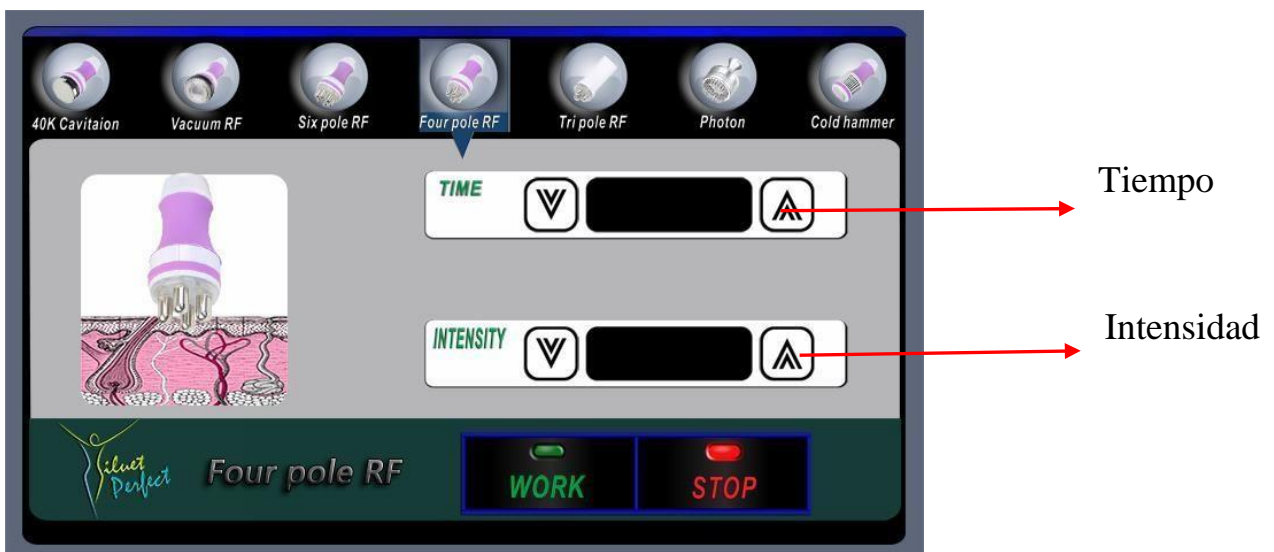 40K Cavitaion
Vacuum RF
Six pole RF
Four pole RF
Tri pole RF
Photon
Cold hammer
TIME
Tiempo
INTENSITY
Intensidad
Siluet
Perfect
Four pole RF
WORK
STOP